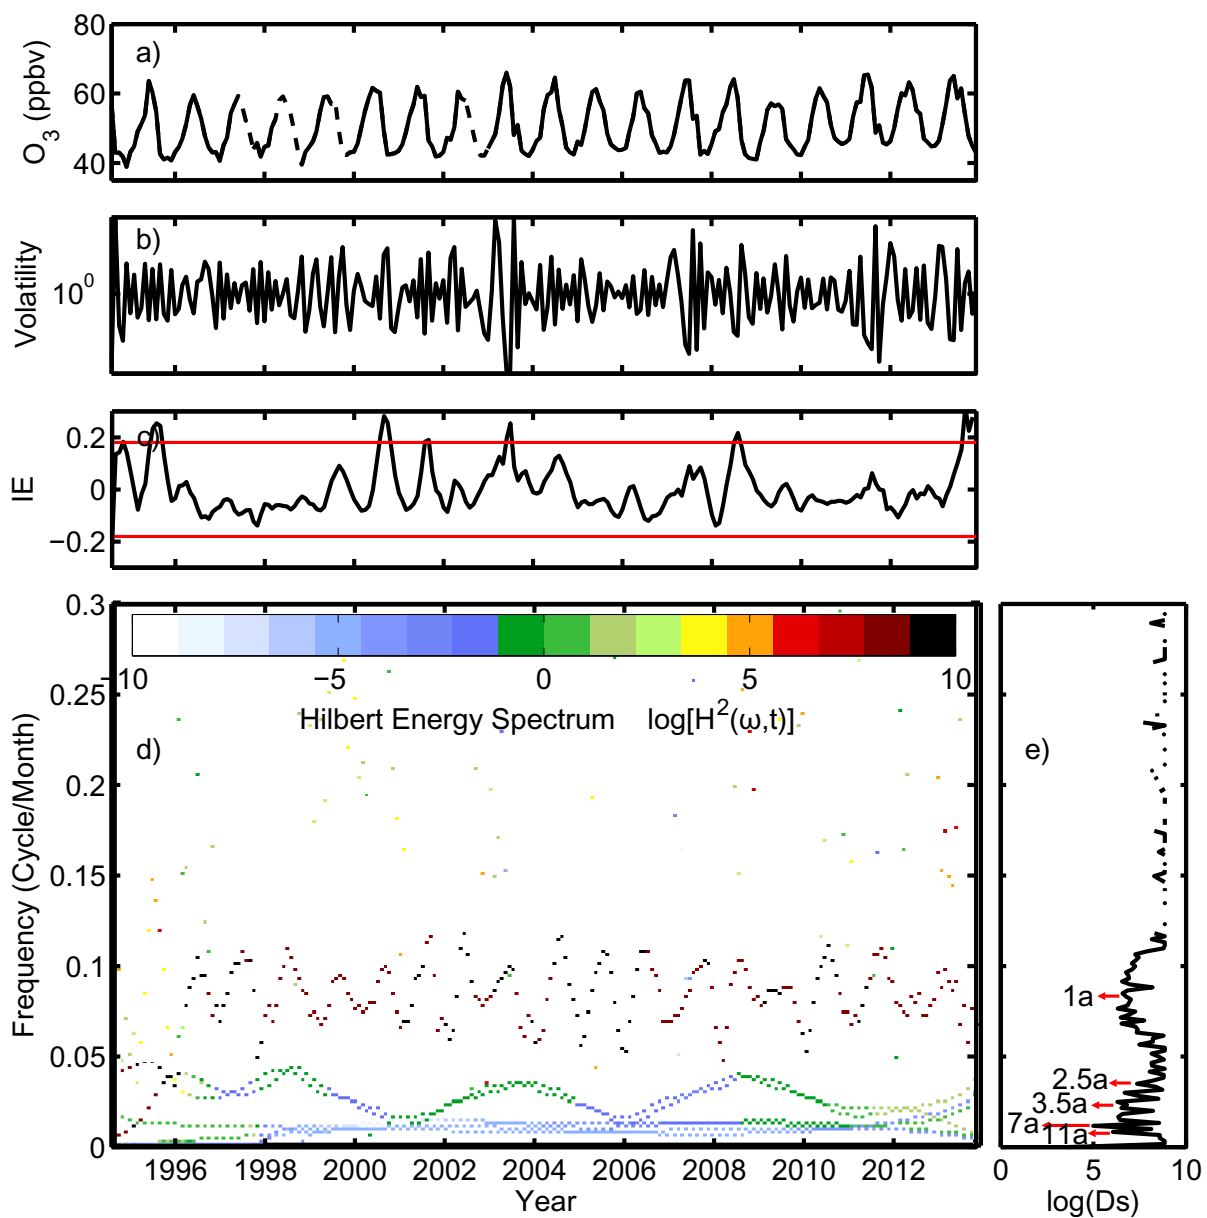 80
60
40
O3 (ppbv)
a)
Volatility
10^0
b)
IE
0.2
0
−0.2
c)
0.3
0.25
0.2
0.15
0.1
0.05
0
Frequency (Cycle/Month)
−10 −5 0 5 10
Hilbert Energy Spectrum log[H^2(ω,t)]
d)
1996 1998 2000 2002 2004 2006 2008 2010 2012
Year
e)
1a
2.5a
3.5a
7a
11a
0 5 10
log(Ds)